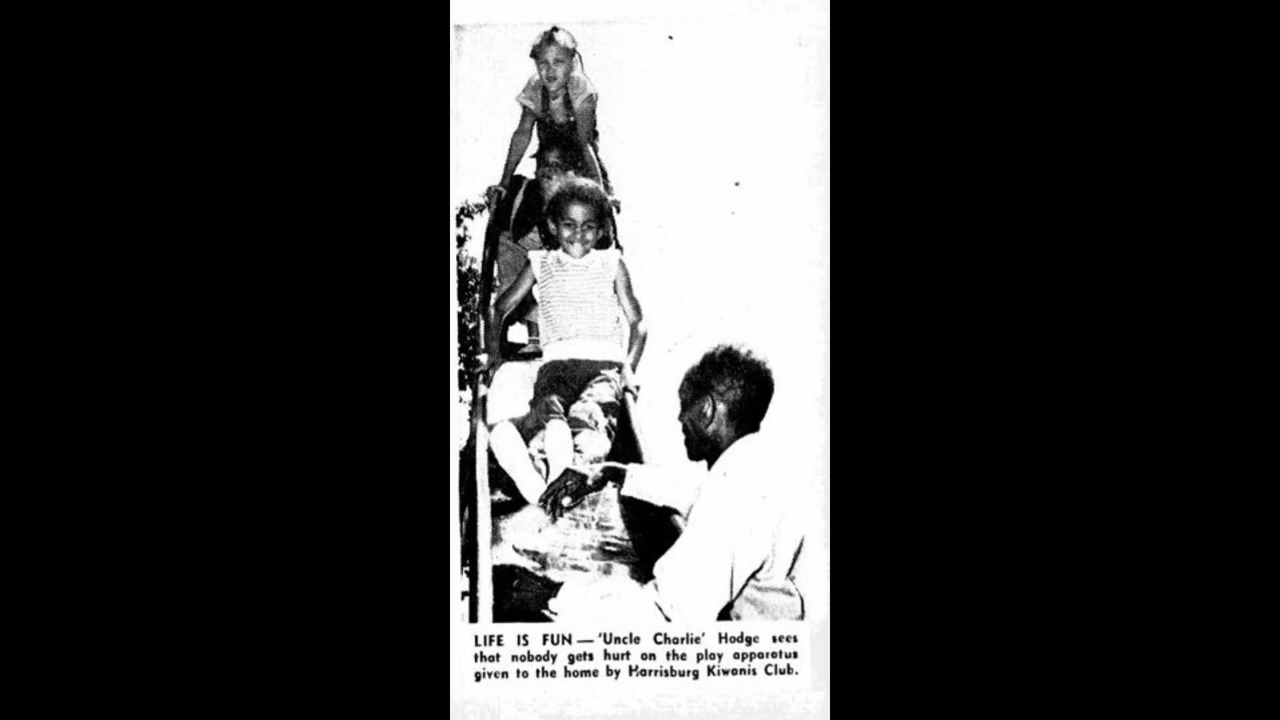 LIFE IS FUN — 'Uncle Charlie' Hodge sees
that nobody gets hurt on the play apparatus
given to the home by Harrisburg Kiwanis Club.